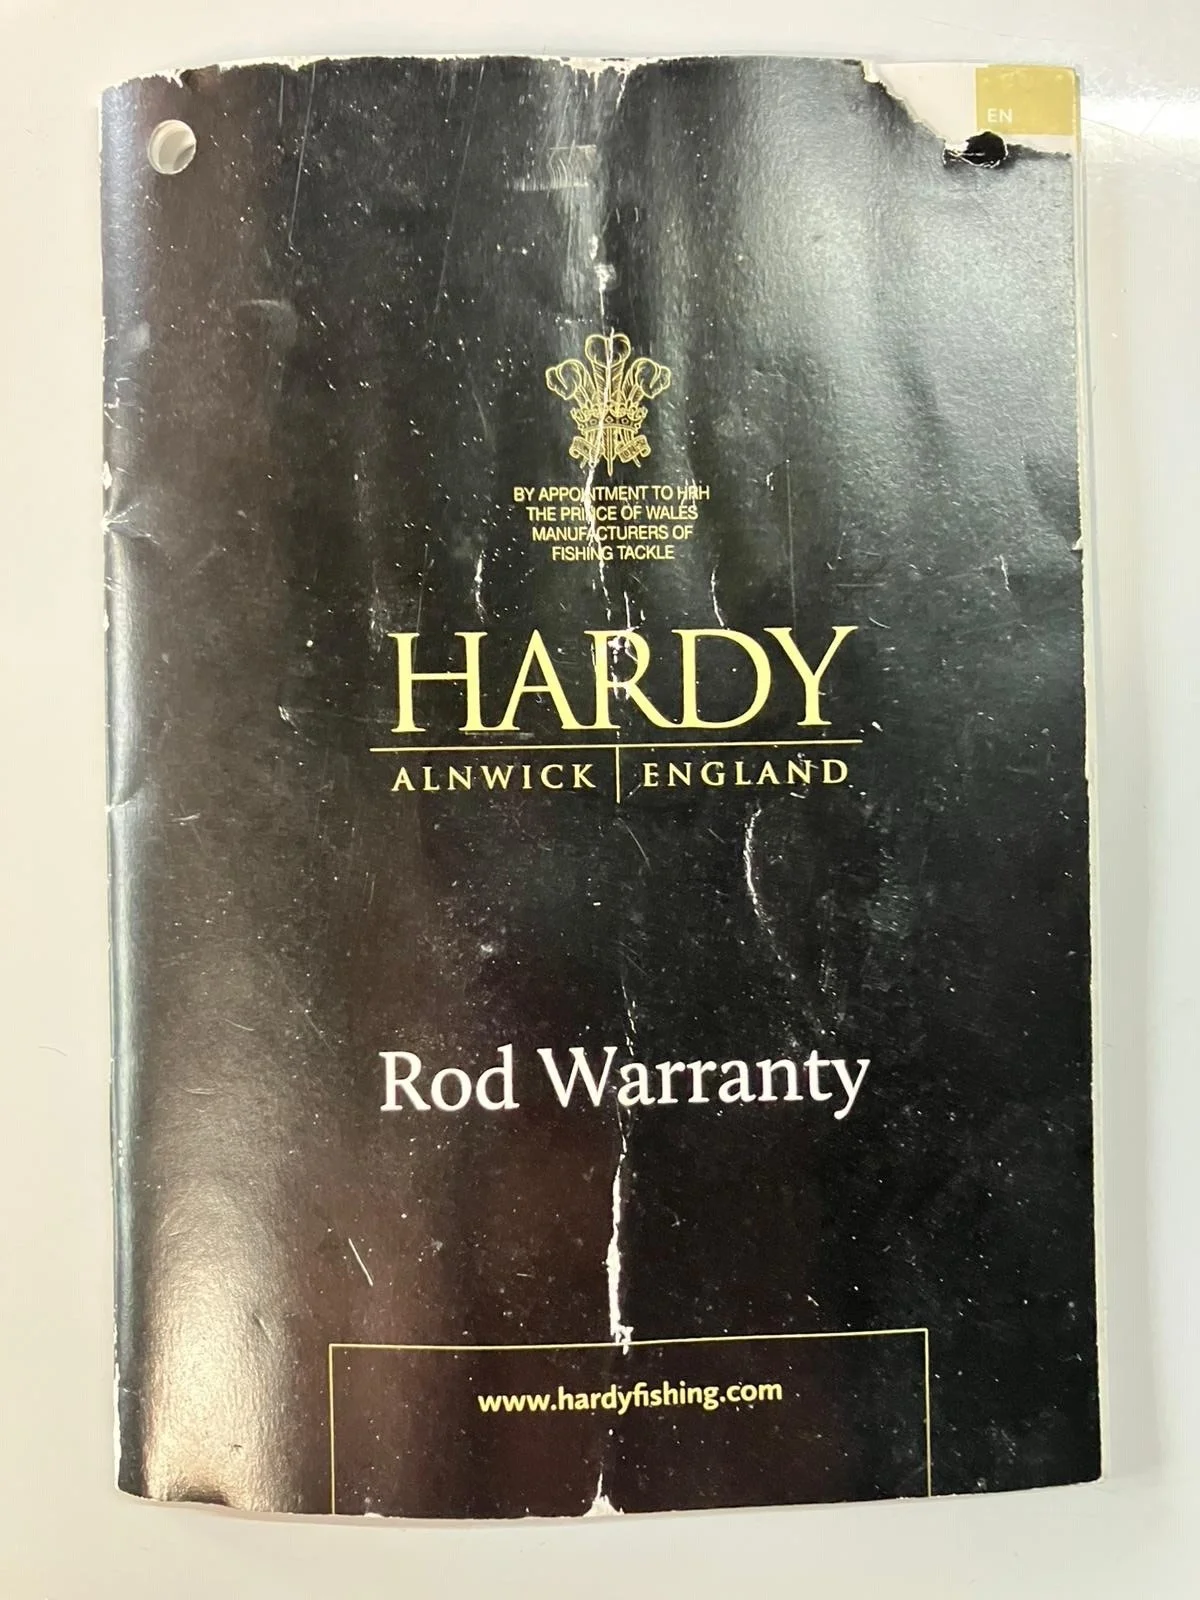 EN
BY APPOINTMENT TO HRH
THE PRINCE OF WALES
MANUFACTURERS OF
FISHING TACKLE
HARDY
ALNWICK | ENGLAND
Rod Warranty
www.hardyfishing.com